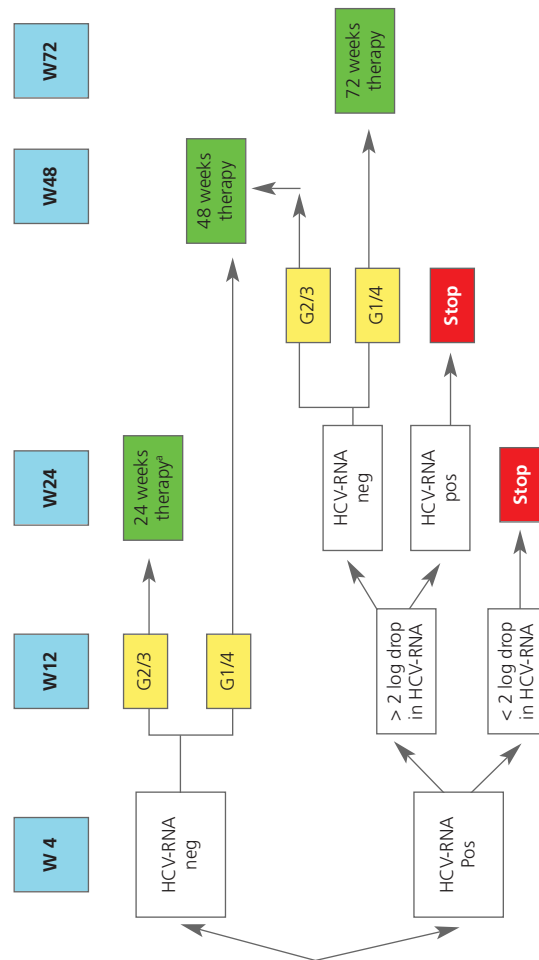 W 4
W12
W24
W48
W72
HCV-RNA
neg
G2/3
G1/4
24 weeks
therapyᵃ
48 weeks
therapy
HCV-RNA
Pos
> 2 log drop
in HCV-RNA
< 2 log drop
in HCV-RNA
HCV-RNA
neg
HCV-RNA
pos
G2/3
G1/4
72 weeks
therapy
Stop
Stop